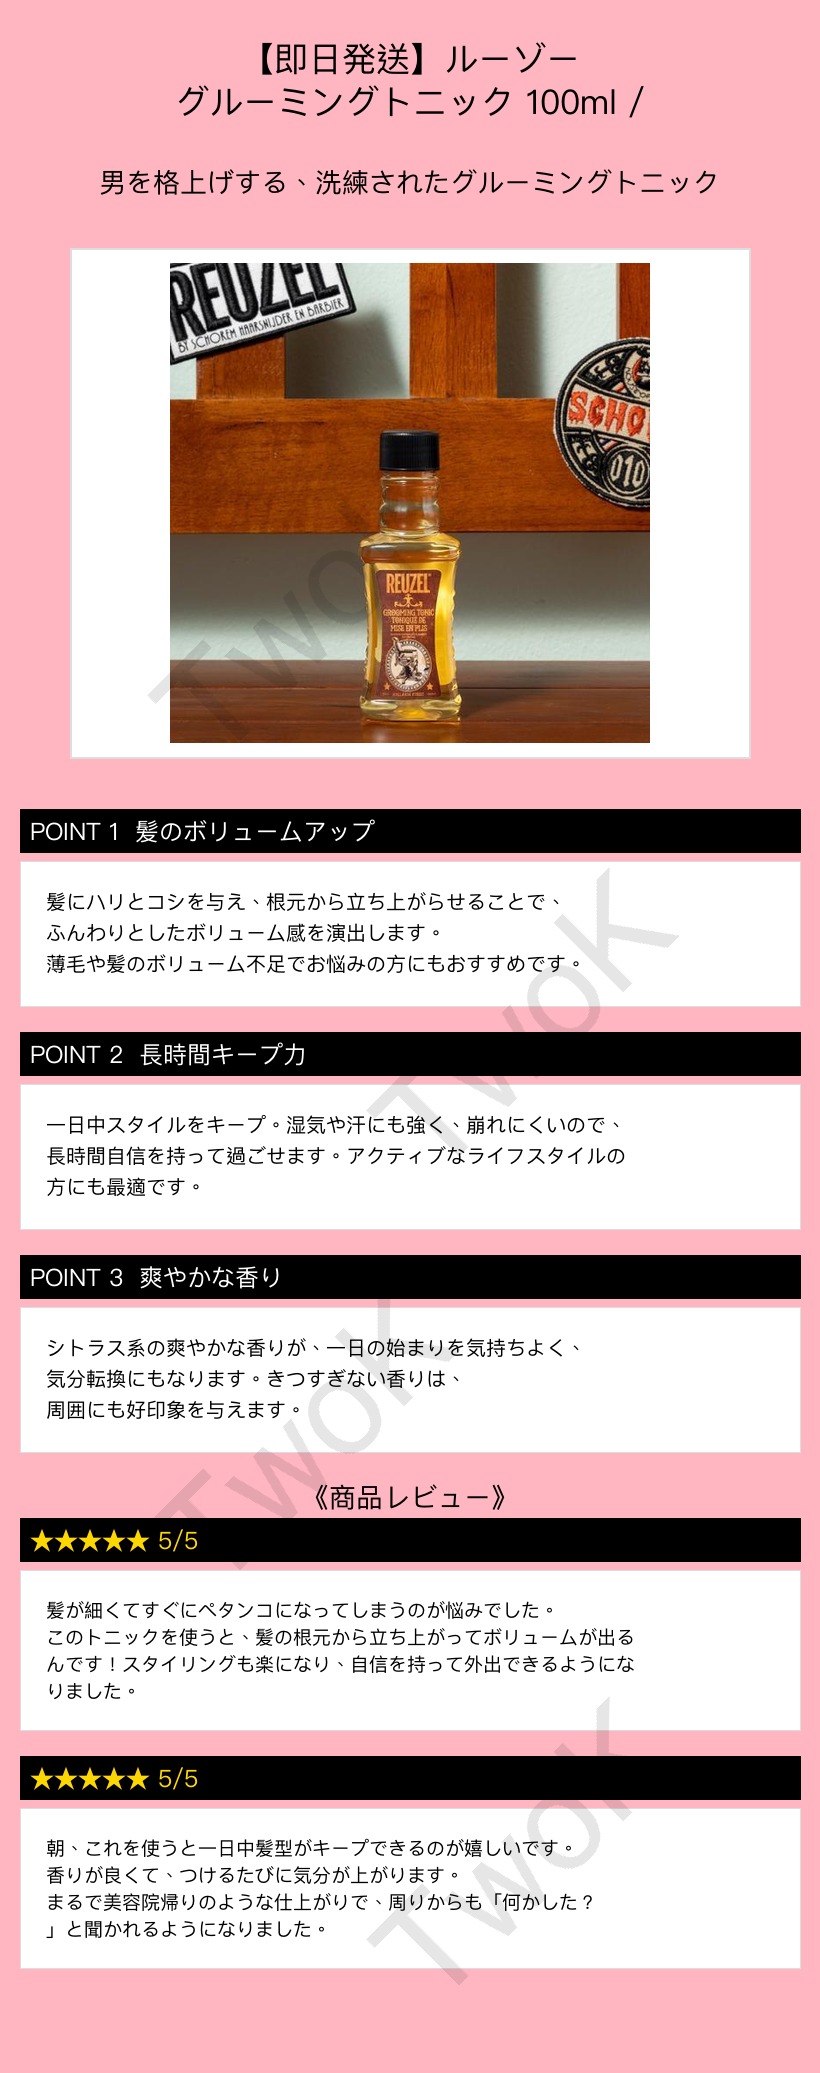 【即日発送】ルーゾー
グルーミングトニック 100ml /
男を格上げする、洗練されたグルーミングトニック
REUZEL
BY SCHOREM HAARSNIJDER EN BARBIER
SCHO
010
REUZEL
GROOMING TONIC
TONIQUE DE
MISE EN PLIS
TwoK
POINT 1 髪のボリュームアップ
髪にハリとコシを与え、根元から立ち上がらせることで、
ふんわりとしたボリューム感を演出します。
薄毛や髪のボリューム不足でお悩みの方にもおすすめです。
TwoK
POINT 2 長時間キープ力
一日中スタイルをキープ。湿気や汗にも強く、崩れにくいので、
長時間自信を持って過ごせます。アクティブなライフスタイルの
方にも最適です。
POINT 3 爽やかな香り
シトラス系の爽やかな香りが、一日の始まりを気持ちよく、
気分転換にもなります。きつすぎない香りは、
周囲にも好印象を与えます。
TwoK
《商品レビュー》
★★★★★ 5/5
髪が細くてすぐにペタンコになってしまうのが悩みでした。
このトニックを使うと、髪の根元から立ち上がってボリュームが出る
んです！スタイリングも楽になり、自信を持って外出できるようにな
りました。
★★★★★ 5/5
朝、これを使うと一日中髪型がキープできるのが嬉しいです。
香りが良くて、つけるたびに気分が上がります。
まるで美容院帰りのような仕上がりで、周りからも「何かした？
」と聞かれるようになりました。
TwoK